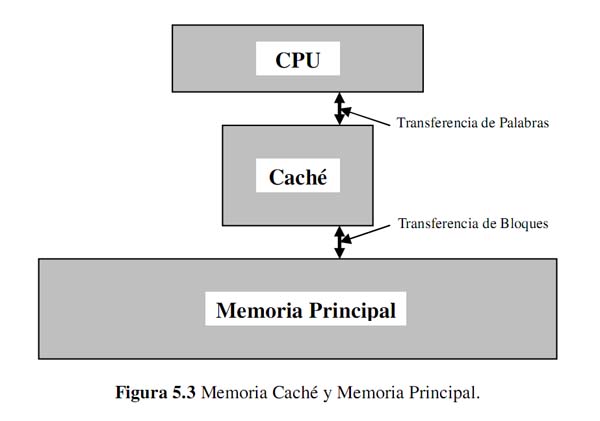 CPU
Transferencia de Palabras
Caché
Transferencia de Bloques
Memoria Principal
Figura 5.3 Memoria Caché y Memoria Principal.